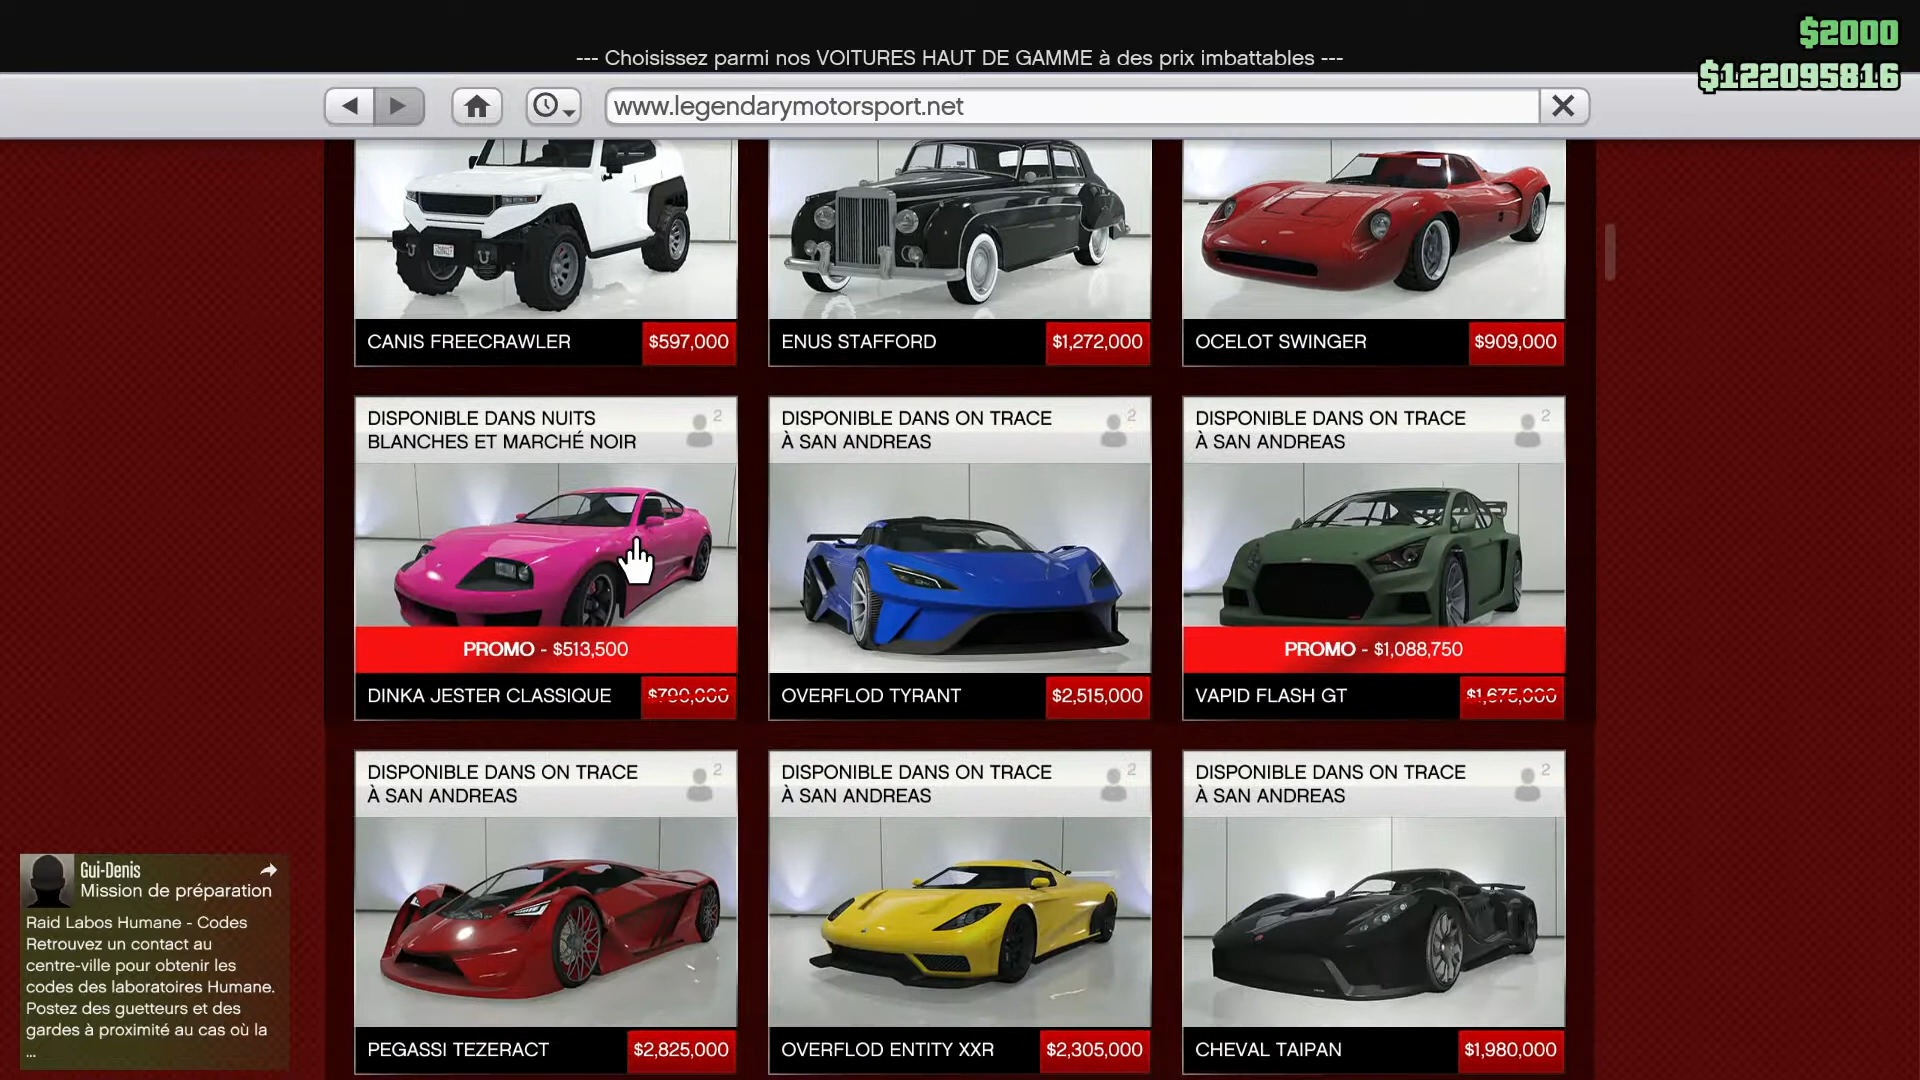 $2000
--- Choisissez parmi nos VOITURES HAUT DE GAMME à des prix imbattables ---
$122095816
www.legendarymotorsport.net
CANIS FREECRAWLER
$597,000
ENUS STAFFORD
$1,272,000
OCELOT SWINGER
$909,000
DISPONIBLE DANS NUITS
BLANCHES ET MARCHÉ NOIR
2
PROMO - $513,500
DINKA JESTER CLASSIQUE
$790,000
DISPONIBLE DANS ON TRACE
À SAN ANDREAS
2
OVERFLOD TYRANT
$2,515,000
DISPONIBLE DANS ON TRACE
À SAN ANDREAS
2
PROMO - $1,088,750
VAPID FLASH GT
$1,675,000
DISPONIBLE DANS ON TRACE
À SAN ANDREAS
2
PEGASSI TEZERACT
$2,825,000
DISPONIBLE DANS ON TRACE
À SAN ANDREAS
2
OVERFLOD ENTITY XXR
$2,305,000
DISPONIBLE DANS ON TRACE
À SAN ANDREAS
2
CHEVAL TAIPAN
$1,980,000
Gui-Denis
Mission de préparation
Raid Labos Humane - Codes
Retrouvez un contact au
centre-ville pour obtenir les
codes des laboratoires Humane.
Postez des guetteurs et des
gardes à proximité au cas où la
...